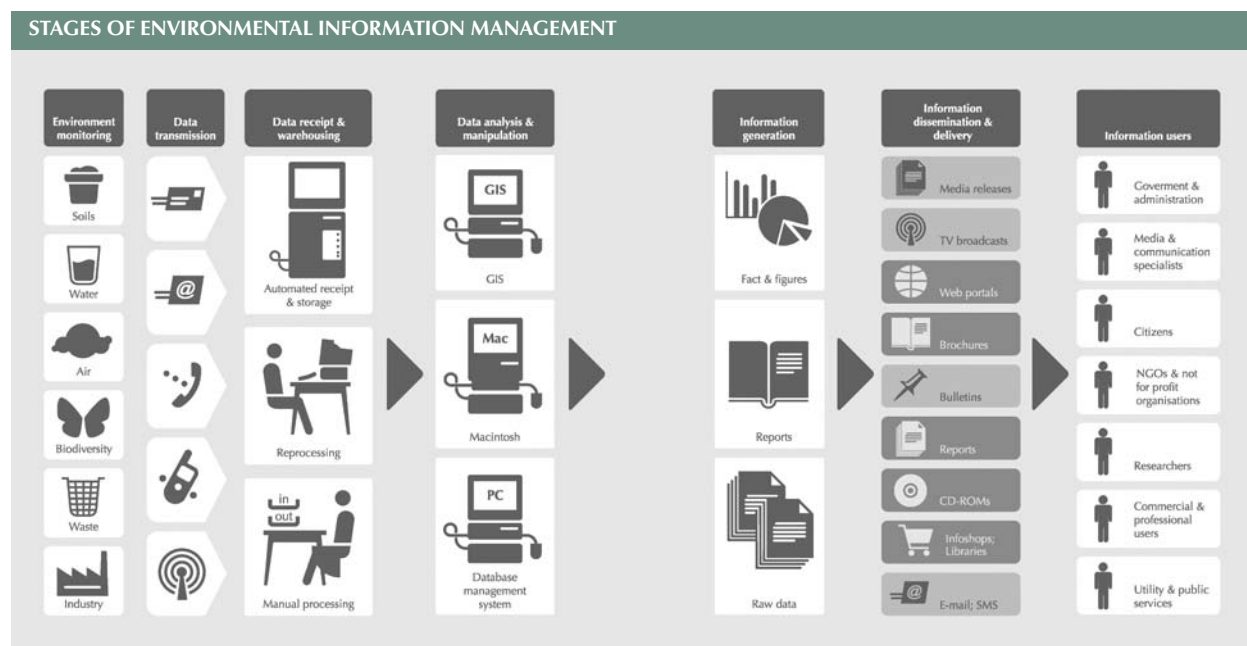 STAGES OF ENVIRONMENTAL INFORMATION MANAGEMENT
Environment
monitoring
Soils
Water
Air
Biodiversity
Waste
Industry
Data
transmission
@
Data receipt &
warehousing
Automated receipt
& storage
Reprocessing
in
out
Manual processing
Data analysis &
manipulation
GIS
GIS
Mac
Macintosh
PC
Database
management
system
Information
generation
Fact & figures
Reports
Raw data
Information
dissemination &
delivery
Media releases
TV broadcasts
Web portals
Brochures
Bulletins
Reports
CD-ROMs
Infoshops;
Libraries
@
E-mail; SMS
Information users
Goverment &
administration
Media &
communication
specialists
Citizens
NGOs & not
for profit
organisations
Researchers
Commercial &
professional
users
Utility & public
services